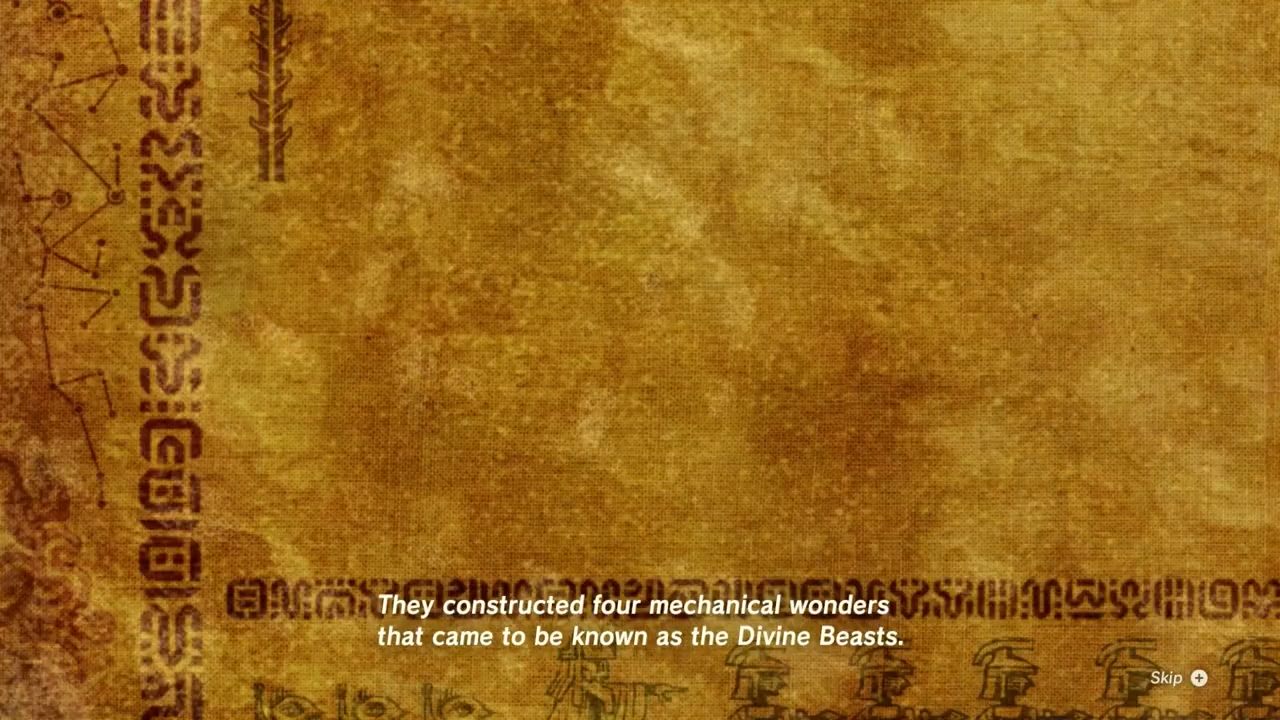 They constructed four mechanical wonders
that came to be known as the Divine Beasts.
Skip